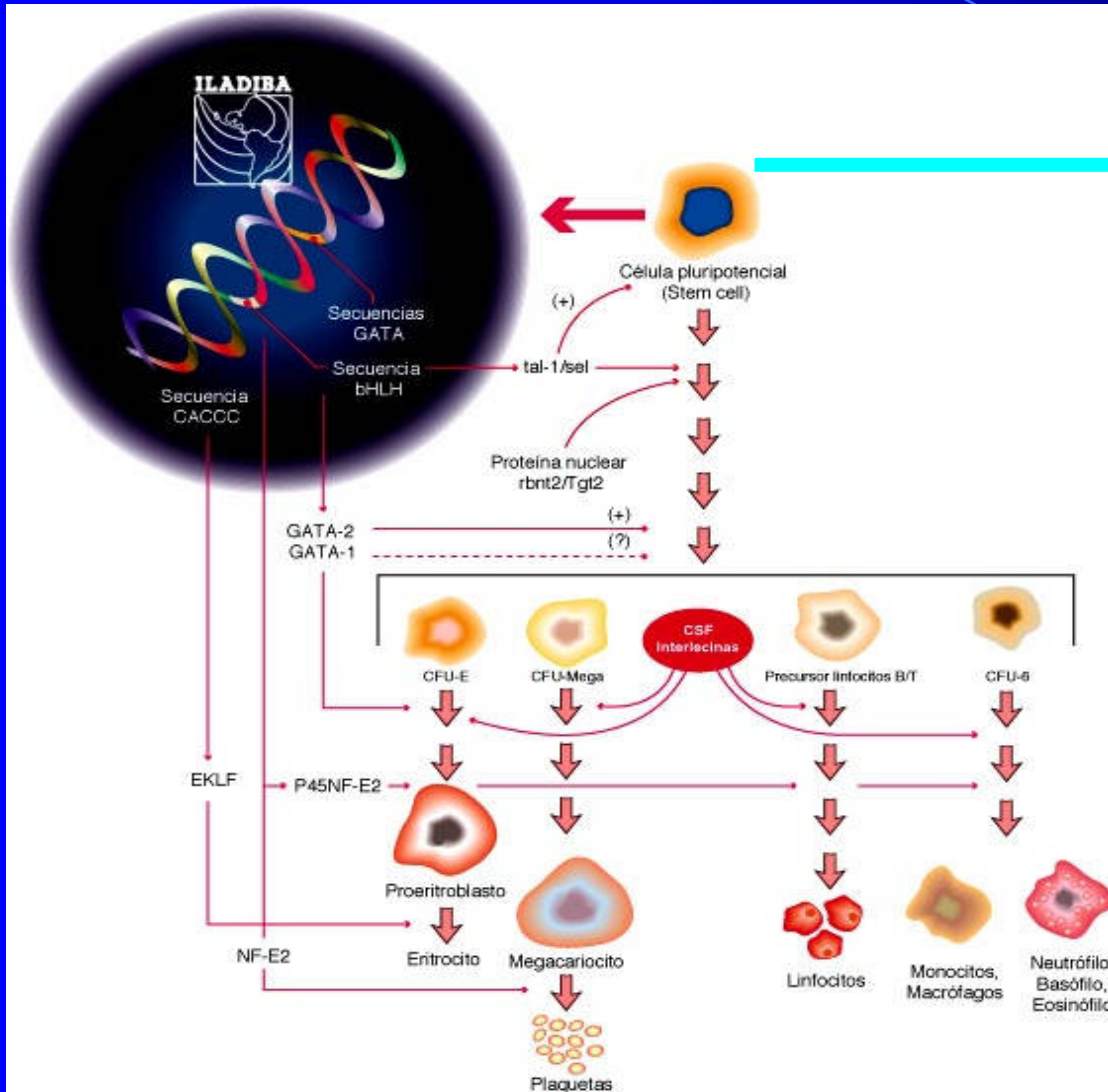 ILADIBA
Célula pluripotencial
(Stem cell)
Secuencias
GATA
(+)
Secuencia
bHLH
tal-1/sel
Secuencia
CACCC
Proteína nuclear
rbnt2/Tgt2
GATA-2
(+)
GATA-1
(?)
CSF
Interlecinas
CFU-E
CFU-Mega
Precursor linfocitos B/T
CFU-6
EKLF
P45NF-E2
Proeritroblasto
NF-E2
Eritrocito
Megacariocito
Linfocitos
Monocitos,
Macrófagos
Neutrófilo,
Basófilo,
Eosinófilo
Plaquetas